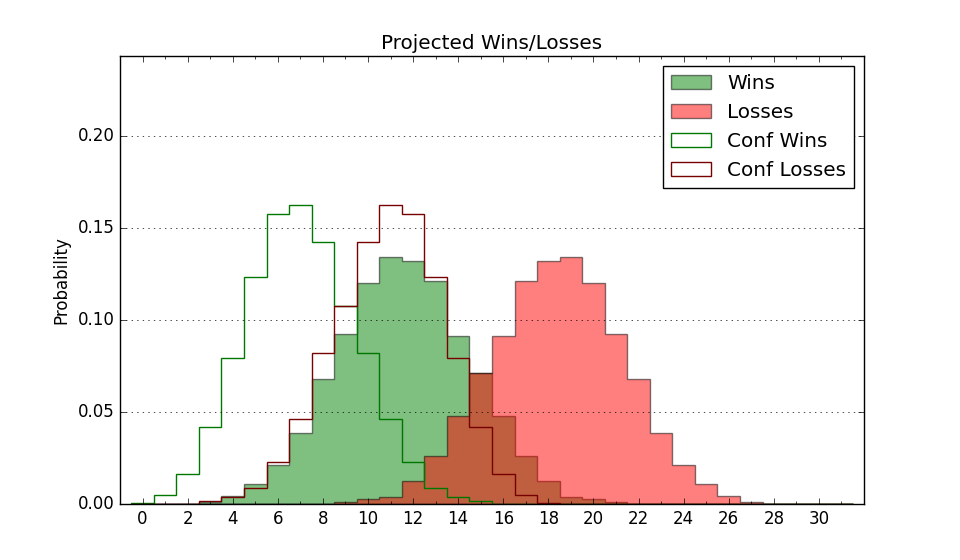 Projected Wins/Losses
Wins
Losses
Conf Wins
Conf Losses
Probability
0.20
0.15
0.10
0.05
0.00
0 2 4 6 8 10 12 14 16 18 20 22 24 26 28 30